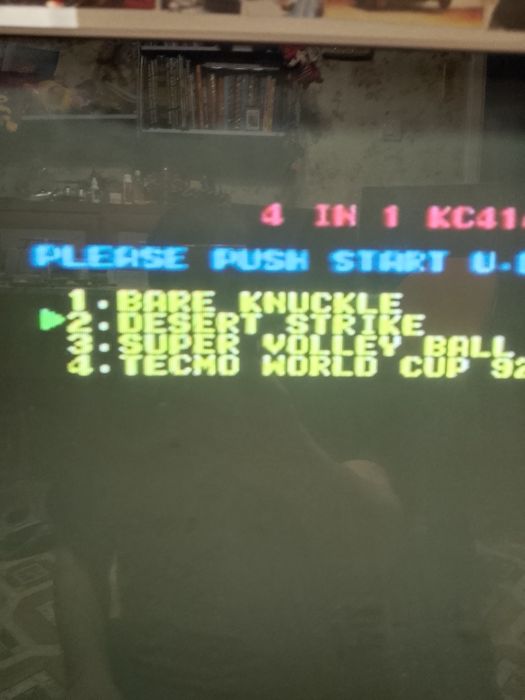 4 IN 1 KC41
PLEASE PUSH START
1.BARE KNUCKLE
2.DESERT STRIKE
3.SUPER VOLLEY BALL
4.TECMO WORLD CUP 92